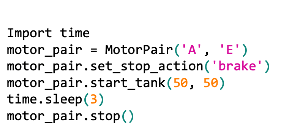 Import time
motor_pair = MotorPair('A', 'E')
motor_pair.set_stop_action('brake')
motor_pair.start_tank(50, 50)
time.sleep(3)
motor_pair.stop()